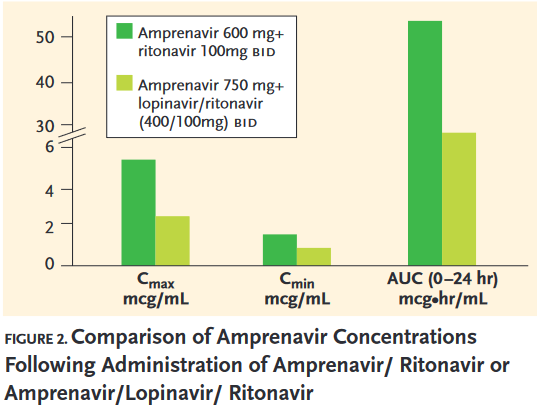 50
40
30
6
4
2
0
Amprenavir 600 mg+
ritonavir 100mg BID
Amprenavir 750 mg+
lopinavir/ritonavir
(400/100mg) BID
Cmax
mcg/mL
Cmin
mcg/mL
AUC (0–24 hr)
mcg•hr/mL
FIGURE 2. Comparison of Amprenavir Concentrations
Following Administration of Amprenavir/ Ritonavir or
Amprenavir/Lopinavir/ Ritonavir